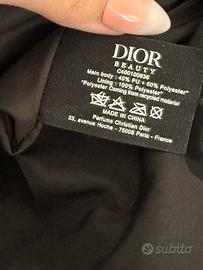 DIOR
BEAUTY
C600100836
Main body : 40% PU + 60% Polyester*
Lining : 100% Polyester*
*Polyester coming from recycled material
MADE IN CHINA
Parfums Christian Dior
33, avenue Hoche - 75008 Paris - France
subito